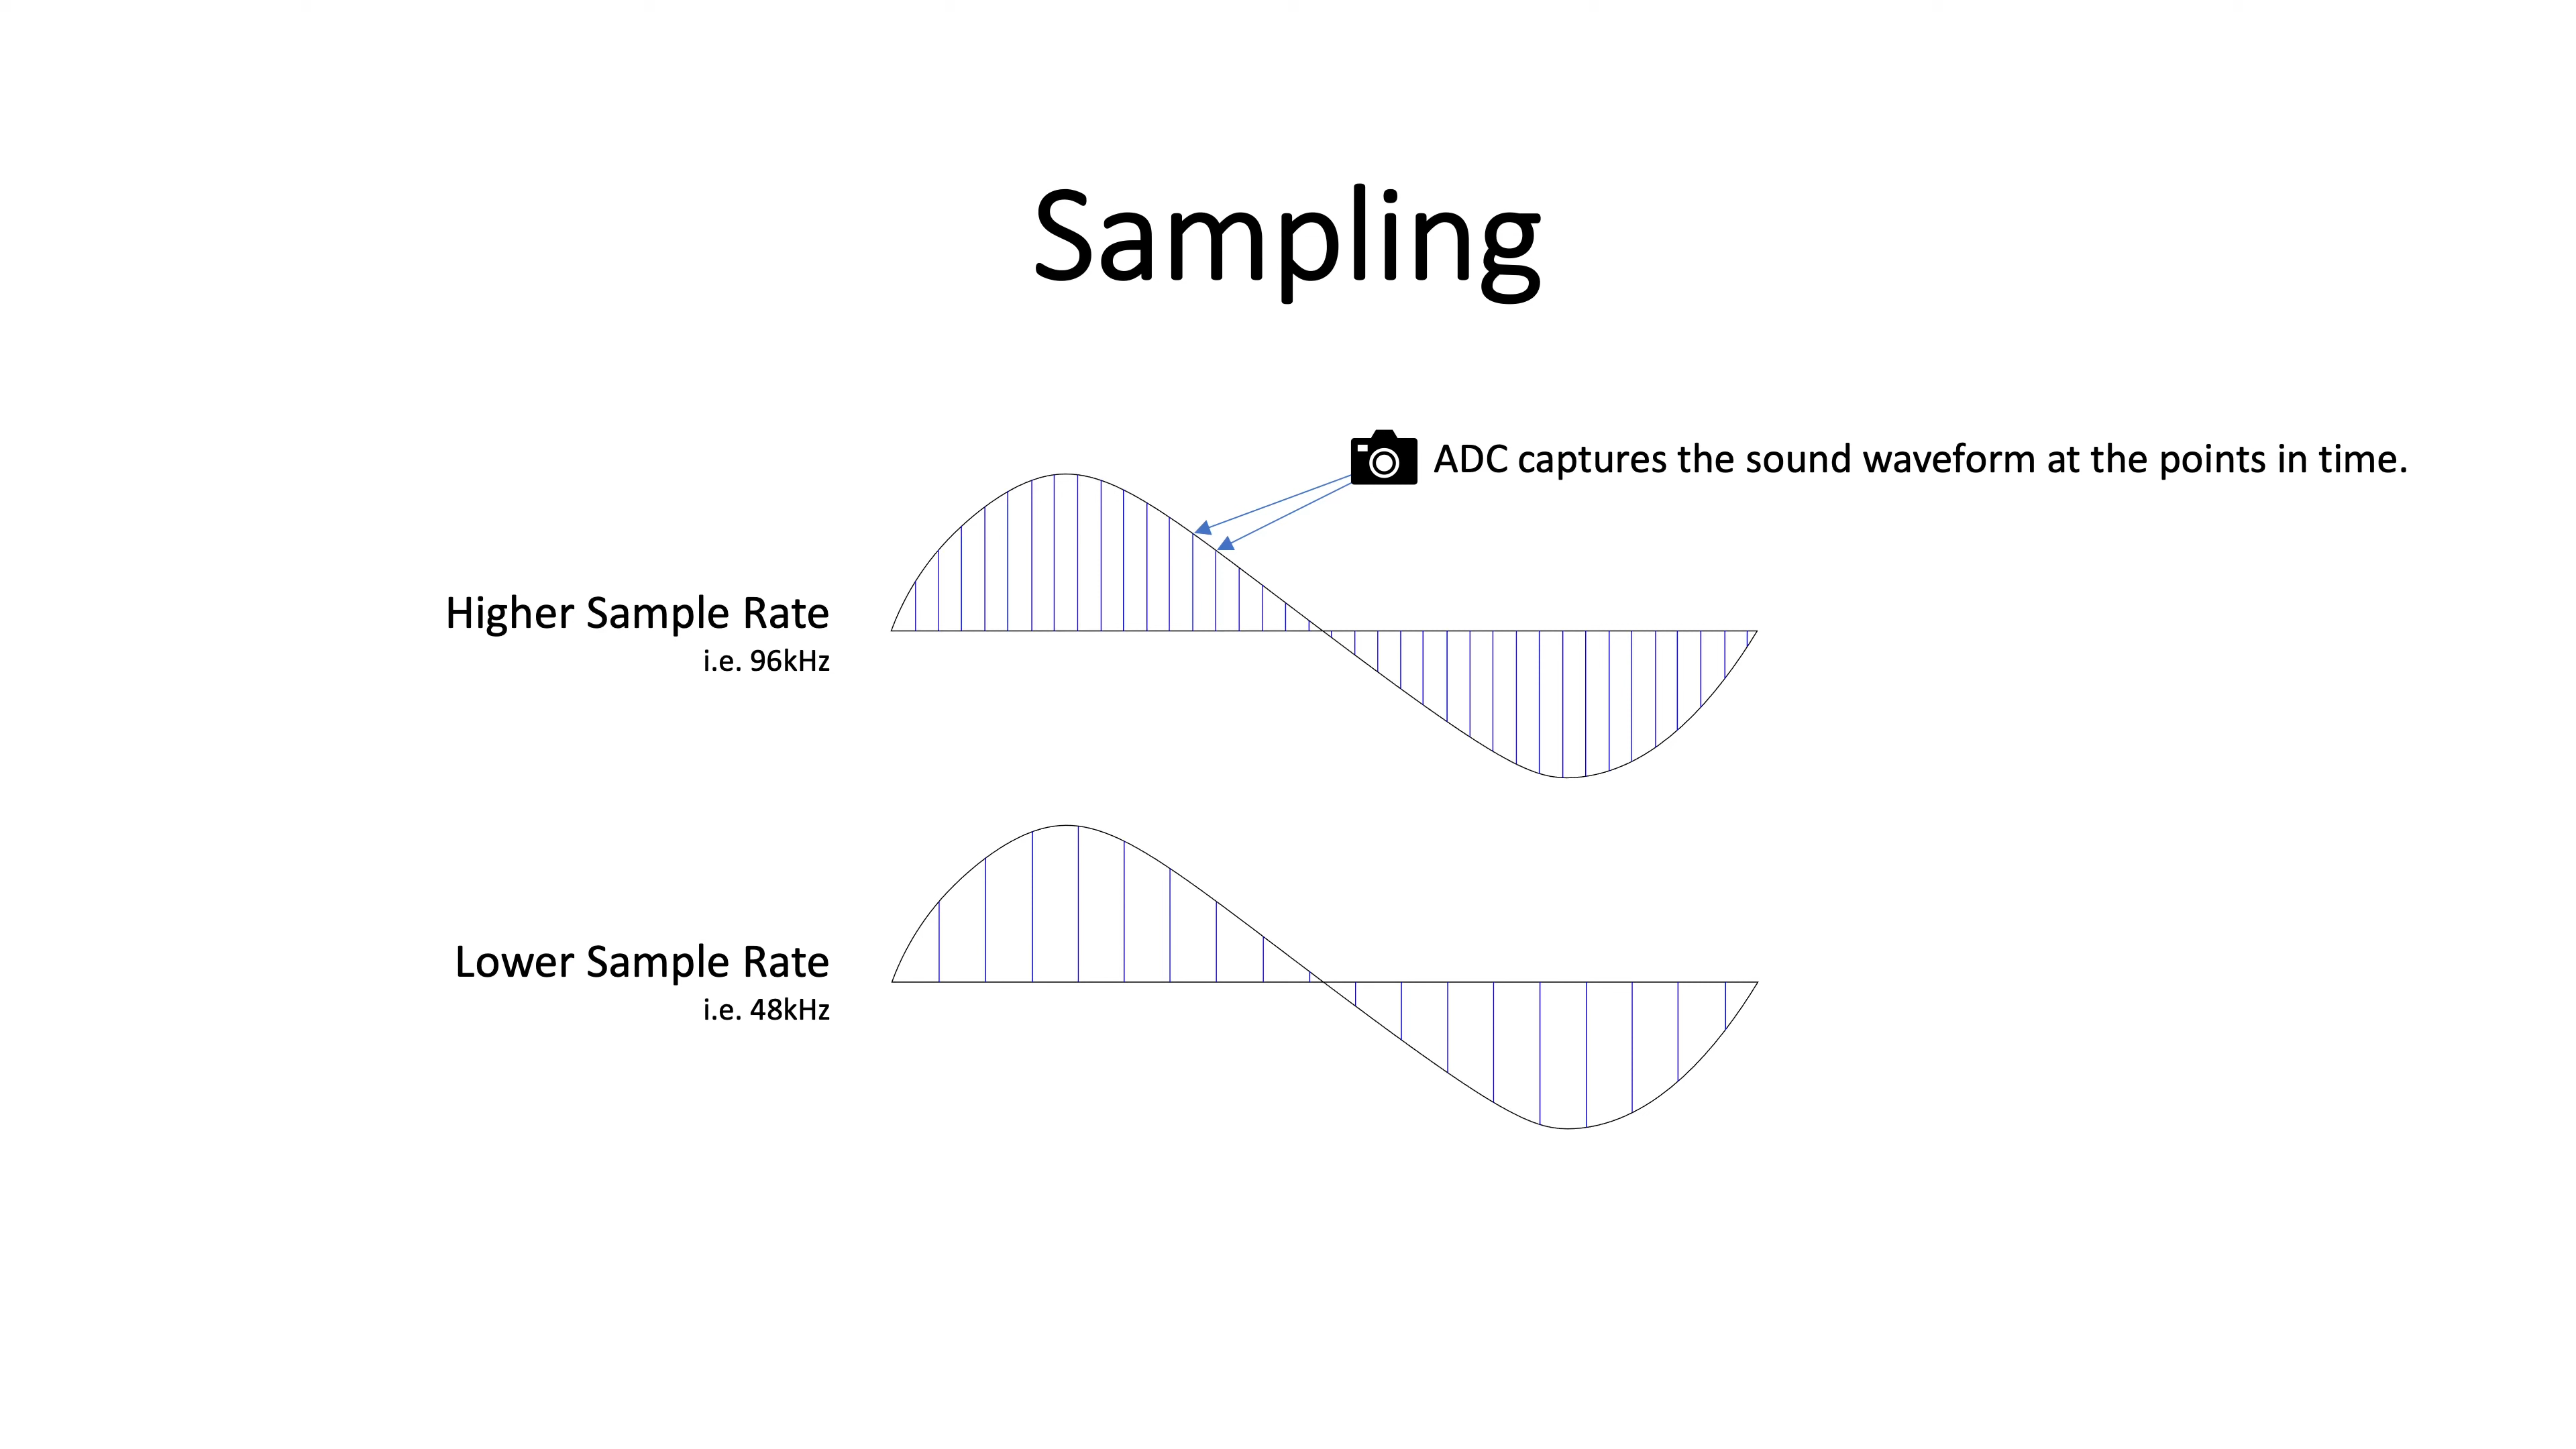 Sampling
ADC captures the sound waveform at the points in time.
Higher Sample Rate
i.e. 96kHz
Lower Sample Rate
i.e. 48kHz